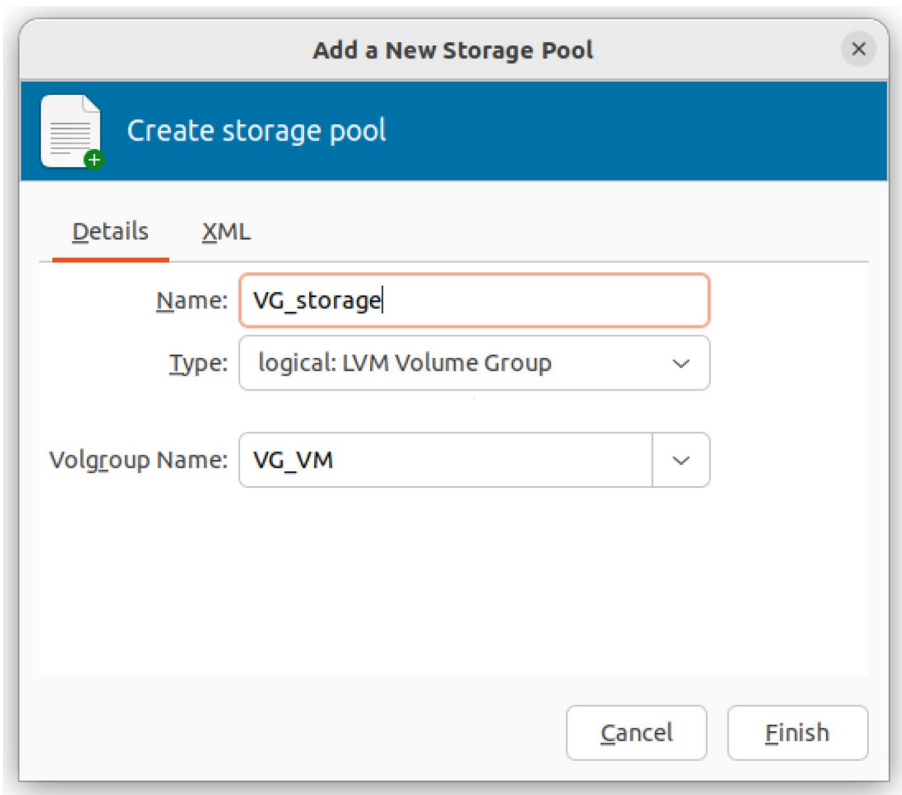 Add a New Storage Pool
Create storage pool
Details XML
Name: VG_storage
Type: logical: LVM Volume Group
Volgroup Name: VG_VM
Cancel Finish